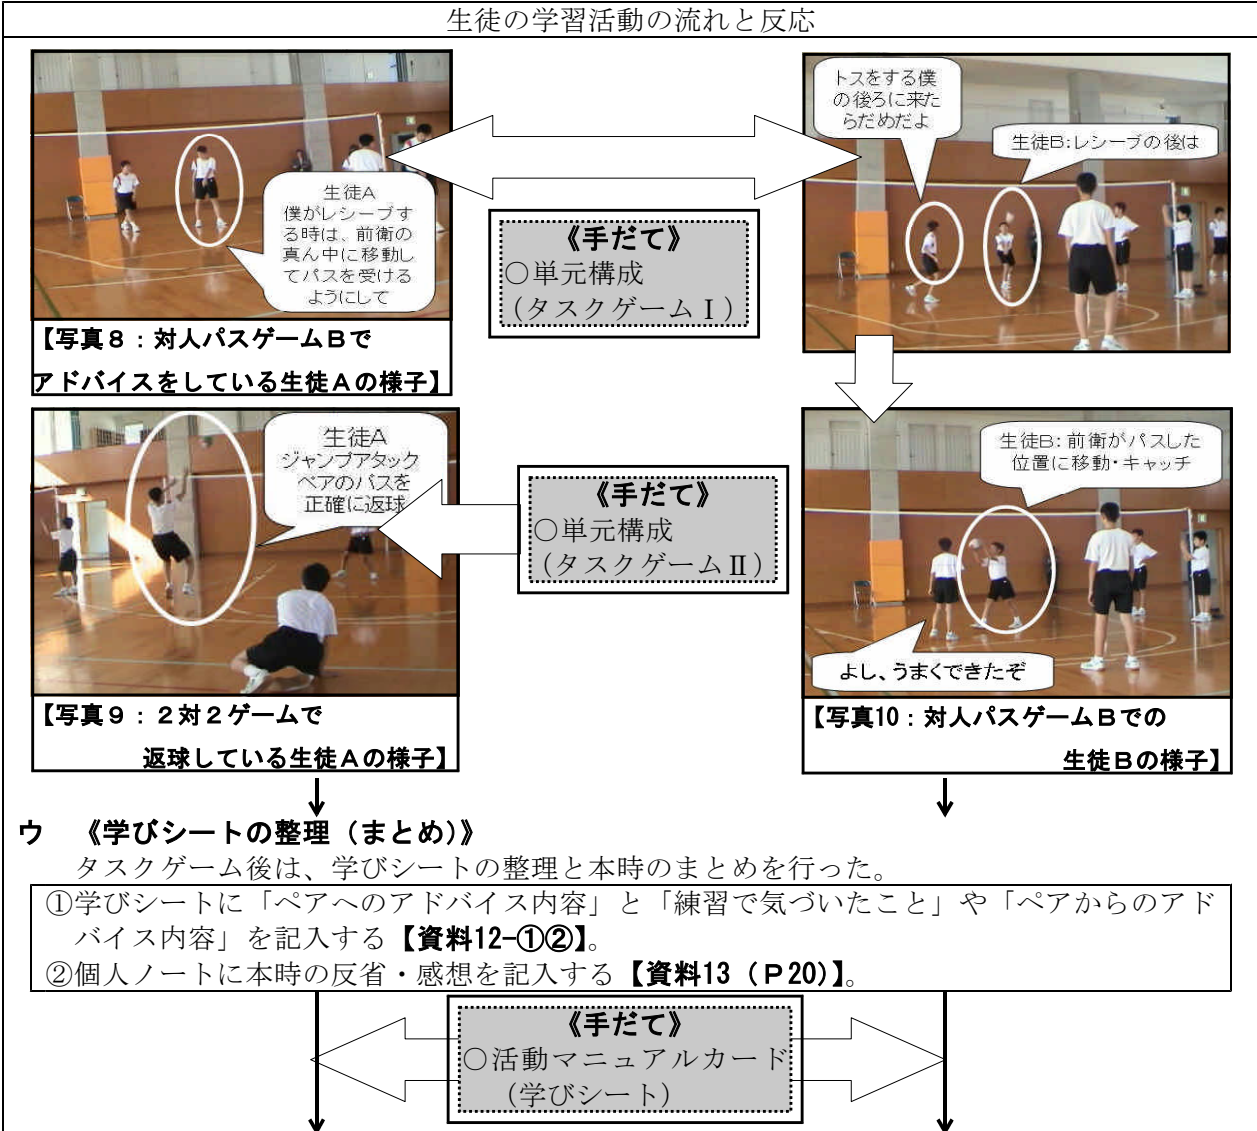 生徒の学習活動の流れと反応
生徒A
僕がレシーブす
る時は、前衛の
真ん中に移動し
てパスを受ける
ようにして
【写真８：対人パスゲームＢで
アドバイスをしている生徒Ａの様子】
《手だて》
○単元構成
（タスクゲームⅠ）
トスをする僕
の後ろに来た
らだめだよ
生徒B:レシーブの後は
生徒A
ジャンプアタック
ペアのパスを
正確に返球
【写真９：２対２ゲームで
返球している生徒Ａの様子】
《手だて》
○単元構成
（タスクゲームⅡ）
生徒B:前衛がパスした
位置に移動・キャッチ
よし、うまくできたぞ
【写真10：対人パスゲームＢでの
生徒Ｂの様子】
ウ　《学びシートの整理（まとめ）》
タスクゲーム後は、学びシートの整理と本時のまとめを行った。
①学びシートに「ペアへのアドバイス内容」と「練習で気づいたこと」や「ペアからのアド
バイス内容」を記入する【資料12-①②】。
②個人ノートに本時の反省・感想を記入する【資料13（Ｐ20）】。
《手だて》
○活動マニュアルカード
（学びシート）